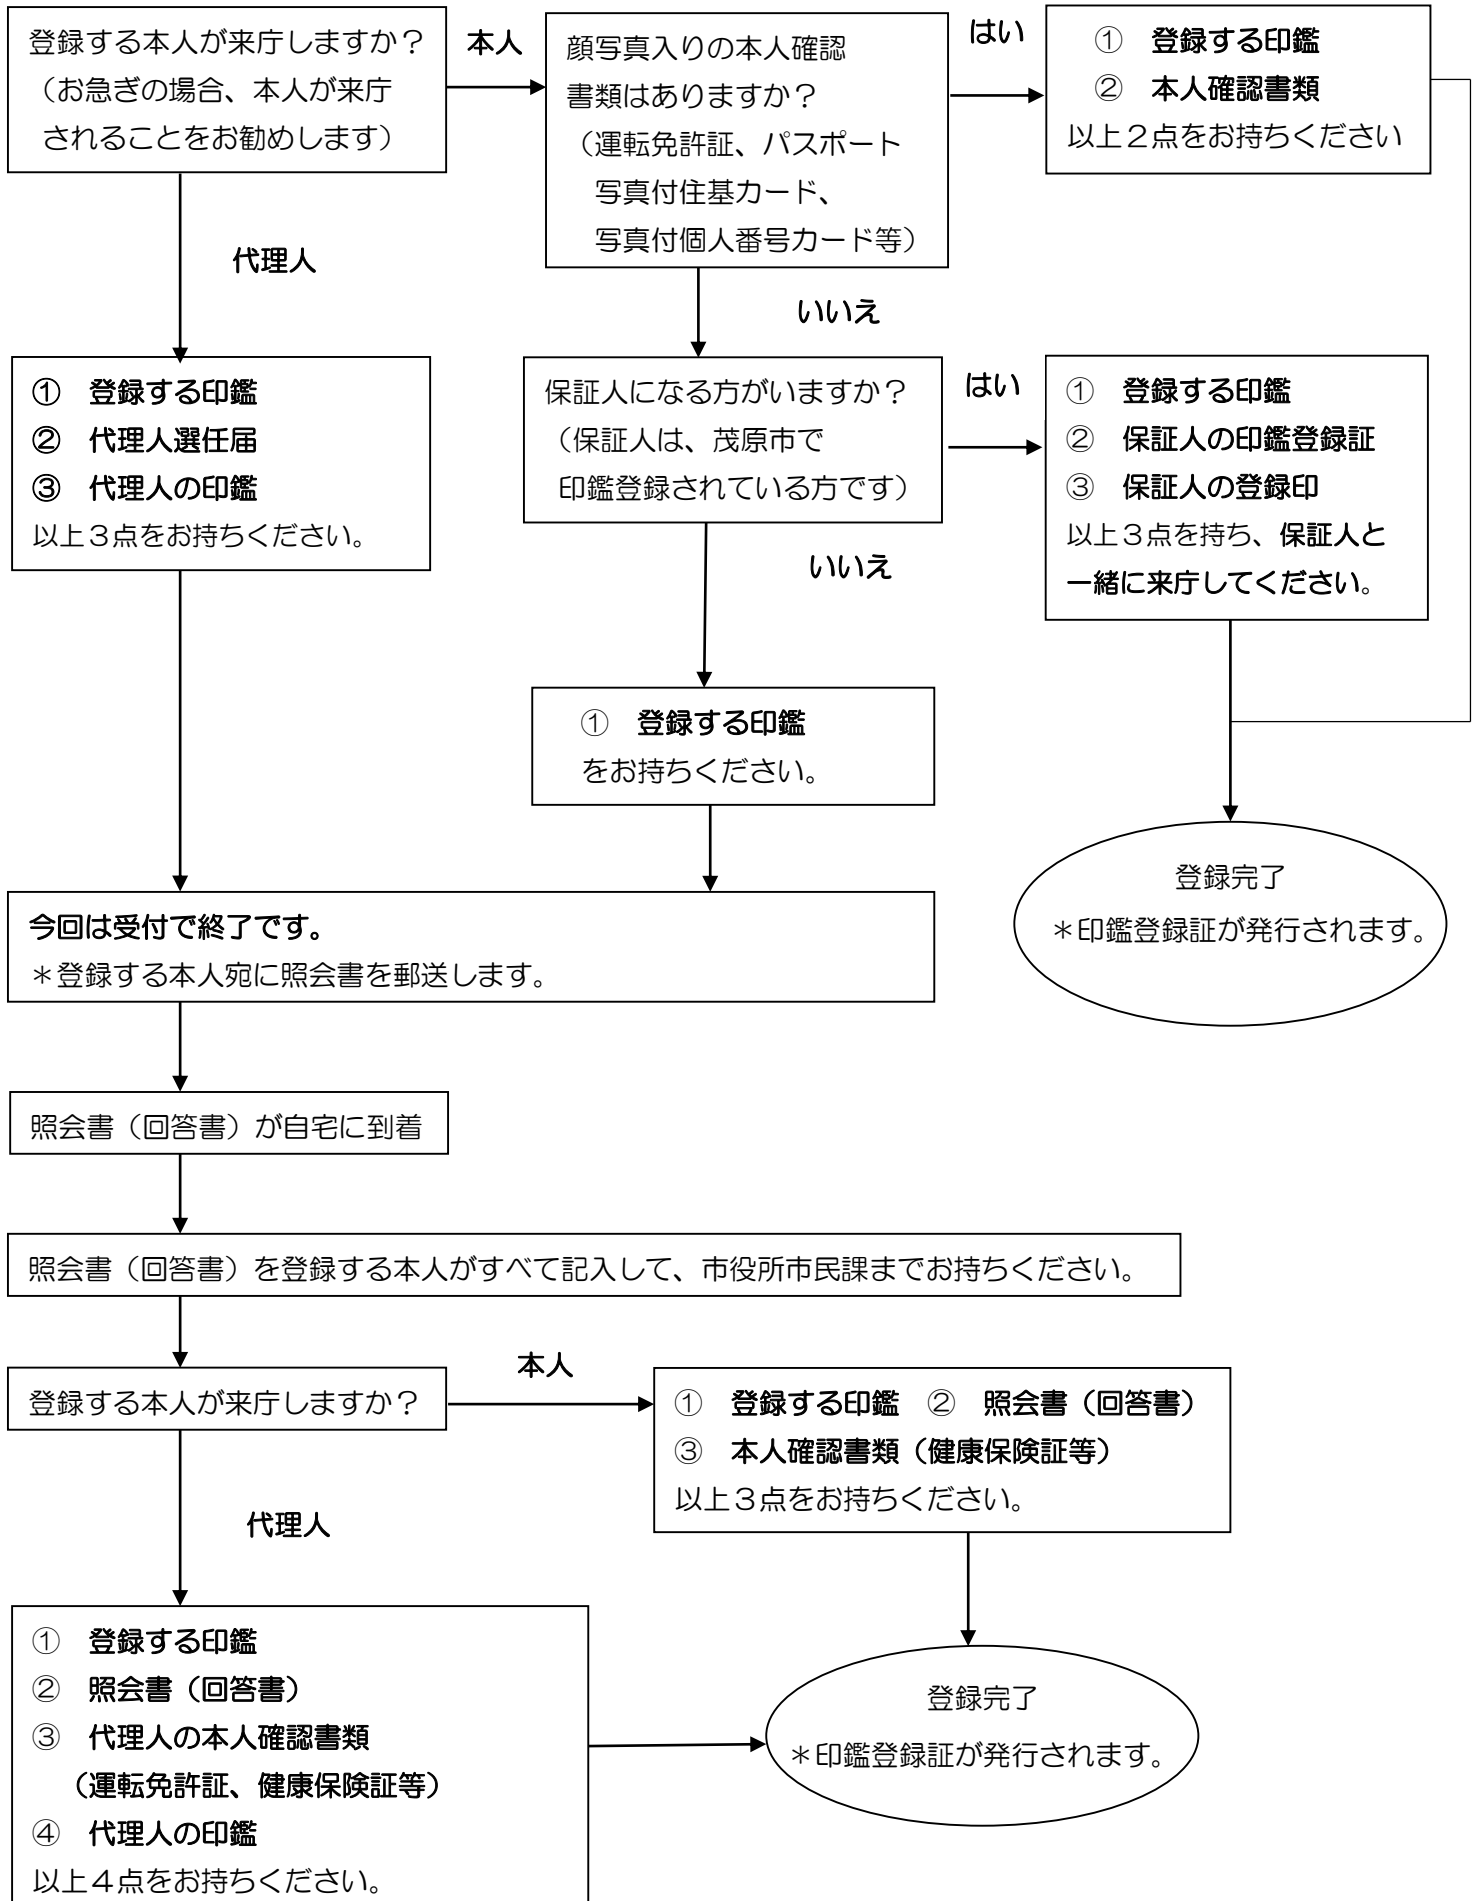 登録する本人が来庁しますか？
（お急ぎの場合、本人が来庁
されることをお勧めします）
本人
顔写真入りの本人確認
書類はありますか？
（運転免許証、パスポート
写真付住基カード、
写真付個人番号カード等）
はい
① 登録する印鑑
② 本人確認書類
以上２点をお持ちください
代理人
いいえ
① 登録する印鑑
② 代理人選任届
③ 代理人の印鑑
以上３点をお持ちください。
保証人になる方がいますか？
（保証人は、茂原市で
印鑑登録されている方です）
はい
① 登録する印鑑
② 保証人の印鑑登録証
③ 保証人の登録印
以上３点を持ち、保証人と
一緒に来庁してください。
いいえ
① 登録する印鑑
をお持ちください。
登録完了
＊印鑑登録証が発行されます。
今回は受付で終了です。
＊登録する本人宛に照会書を郵送します。
照会書（回答書）が自宅に到着
照会書（回答書）を登録する本人がすべて記入して、市役所市民課までお持ちください。
登録する本人が来庁しますか？
本人
① 登録する印鑑 ② 照会書（回答書）
③ 本人確認書類（健康保険証等）
以上３点をお持ちください。
代理人
① 登録する印鑑
② 照会書（回答書）
③ 代理人の本人確認書類
（運転免許証、健康保険証等）
④ 代理人の印鑑
以上４点をお持ちください。
登録完了
＊印鑑登録証が発行されます。